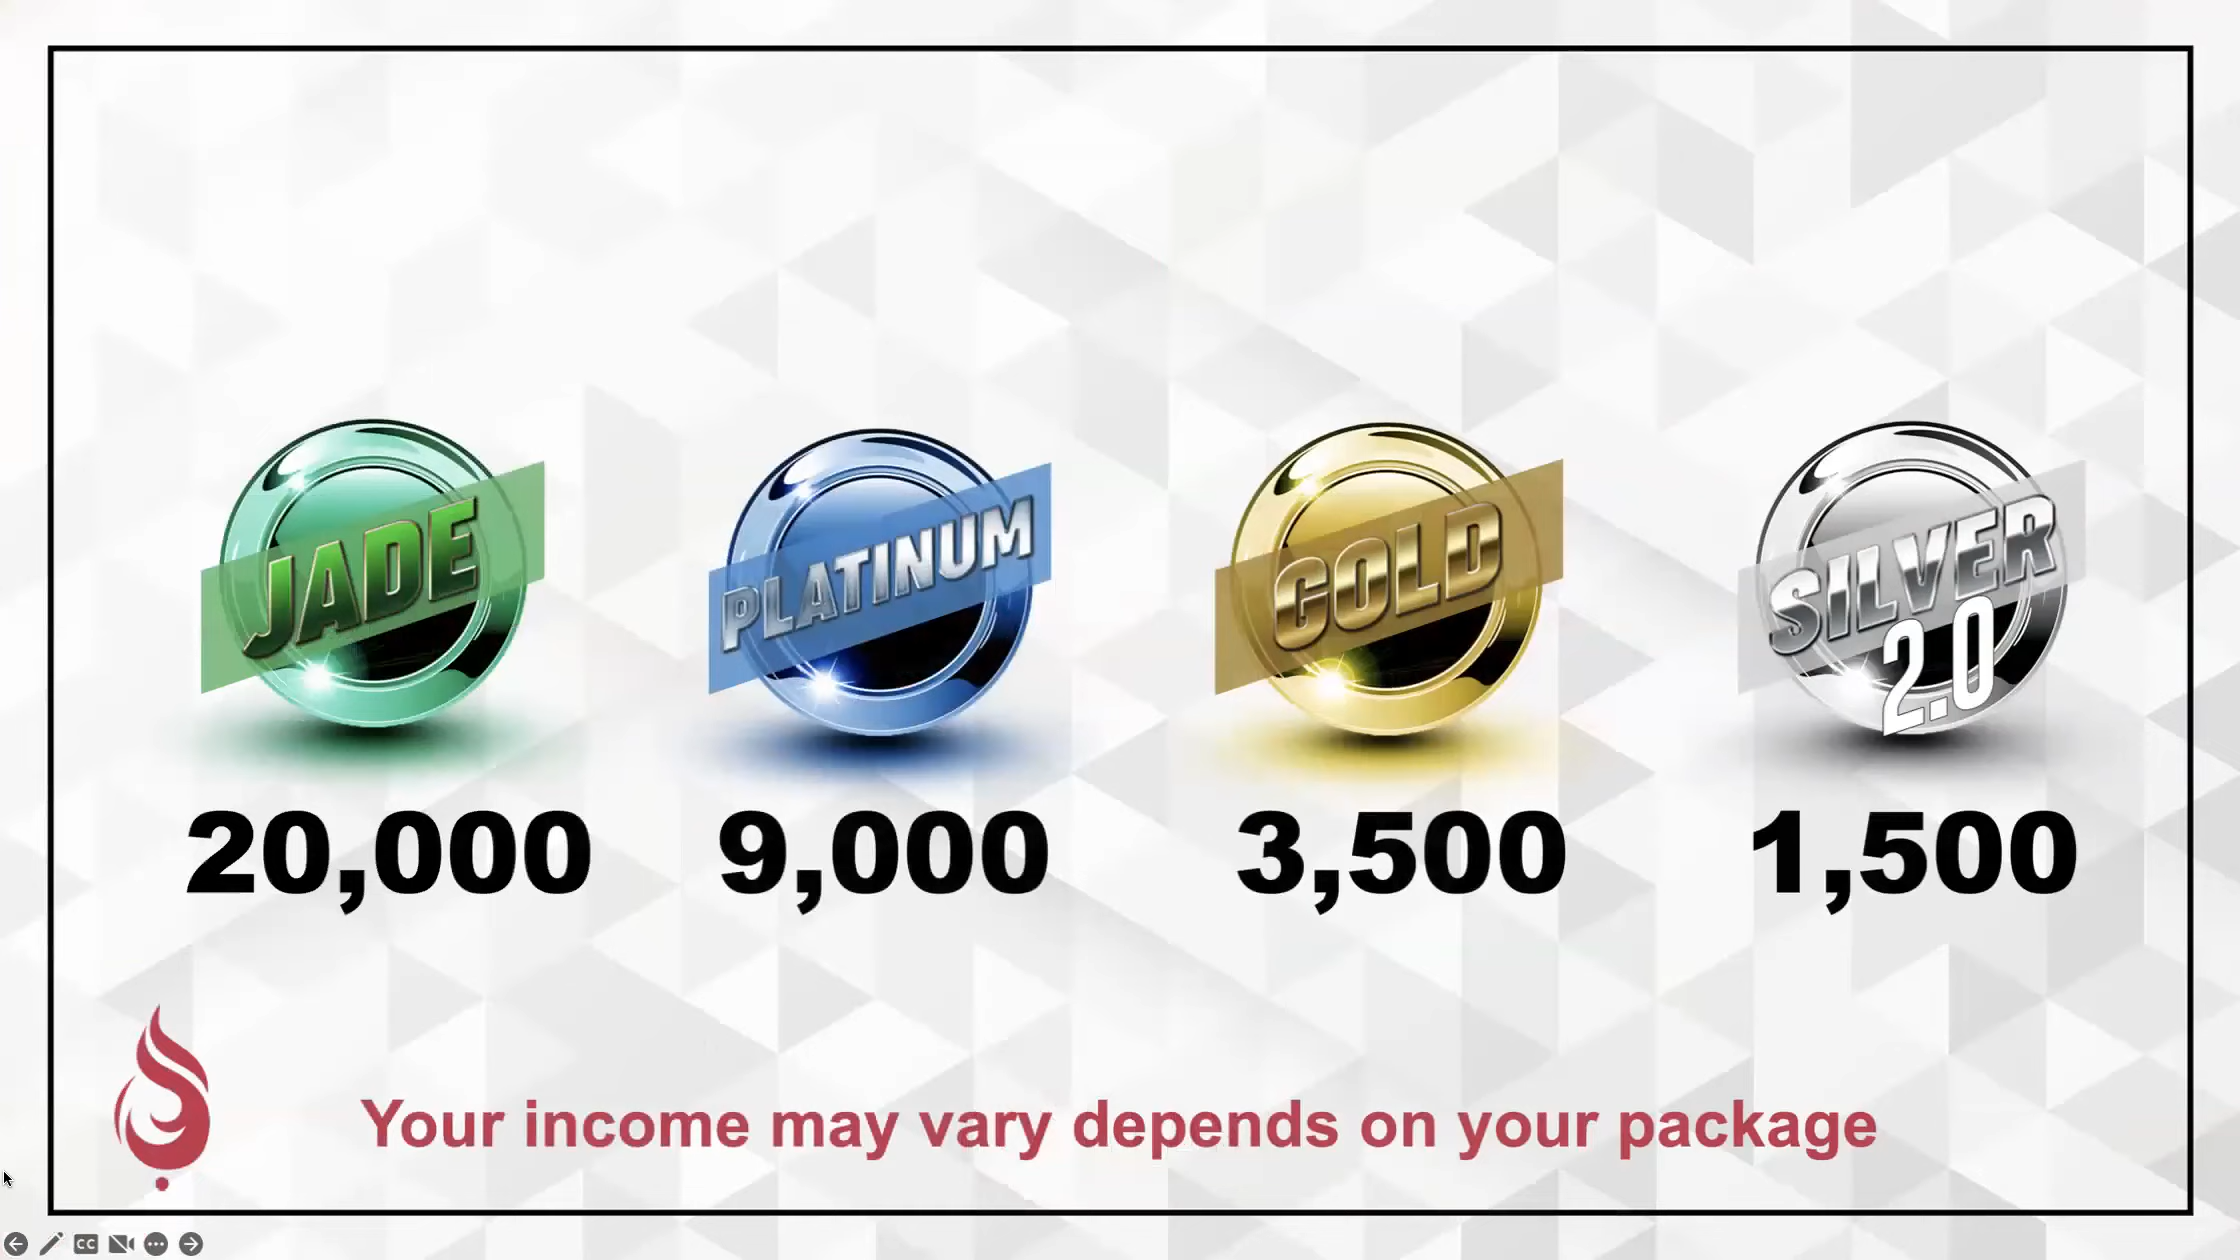 JADE
PLATINUM
GOLD
SILVER
2.0
20,000
9,000
3,500
1,500
Your income may vary depends on your package
CC